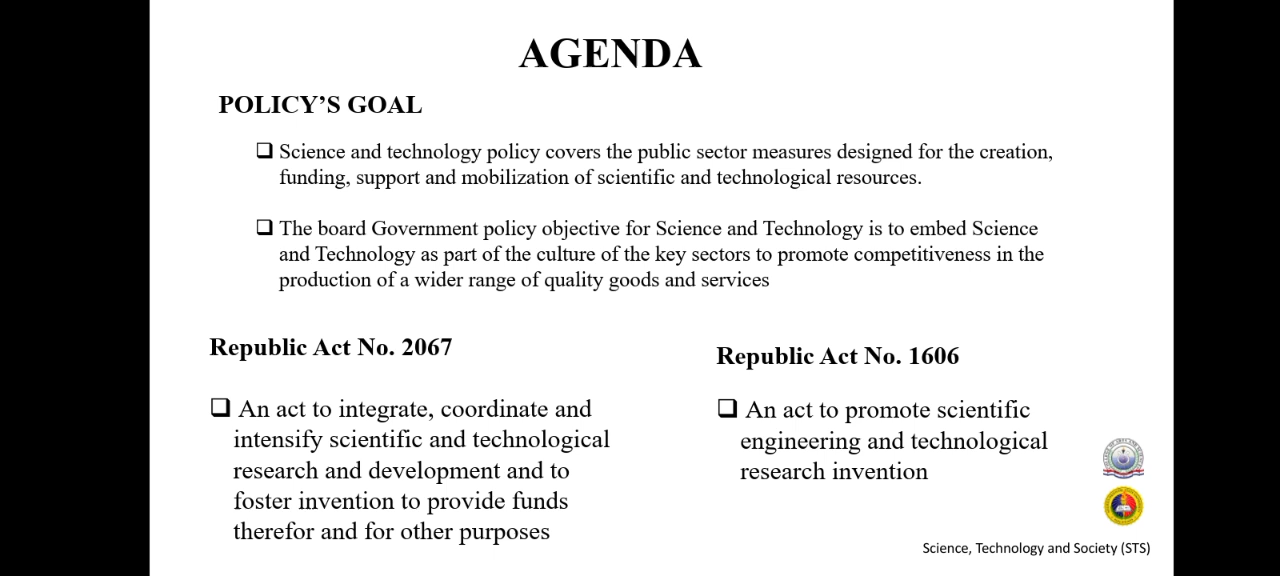 AGENDA
POLICY’S GOAL
❑ Science and technology policy covers the public sector measures designed for the creation,
funding, support and mobilization of scientific and technological resources.
❑ The board Government policy objective for Science and Technology is to embed Science
and Technology as part of the culture of the key sectors to promote competitiveness in the
production of a wider range of quality goods and services
Republic Act No. 2067
❑ An act to integrate, coordinate and
intensify scientific and technological
research and development and to
foster invention to provide funds
therefor and for other purposes
Republic Act No. 1606
❑ An act to promote scientific
engineering and technological
research invention
Science, Technology and Society (STS)